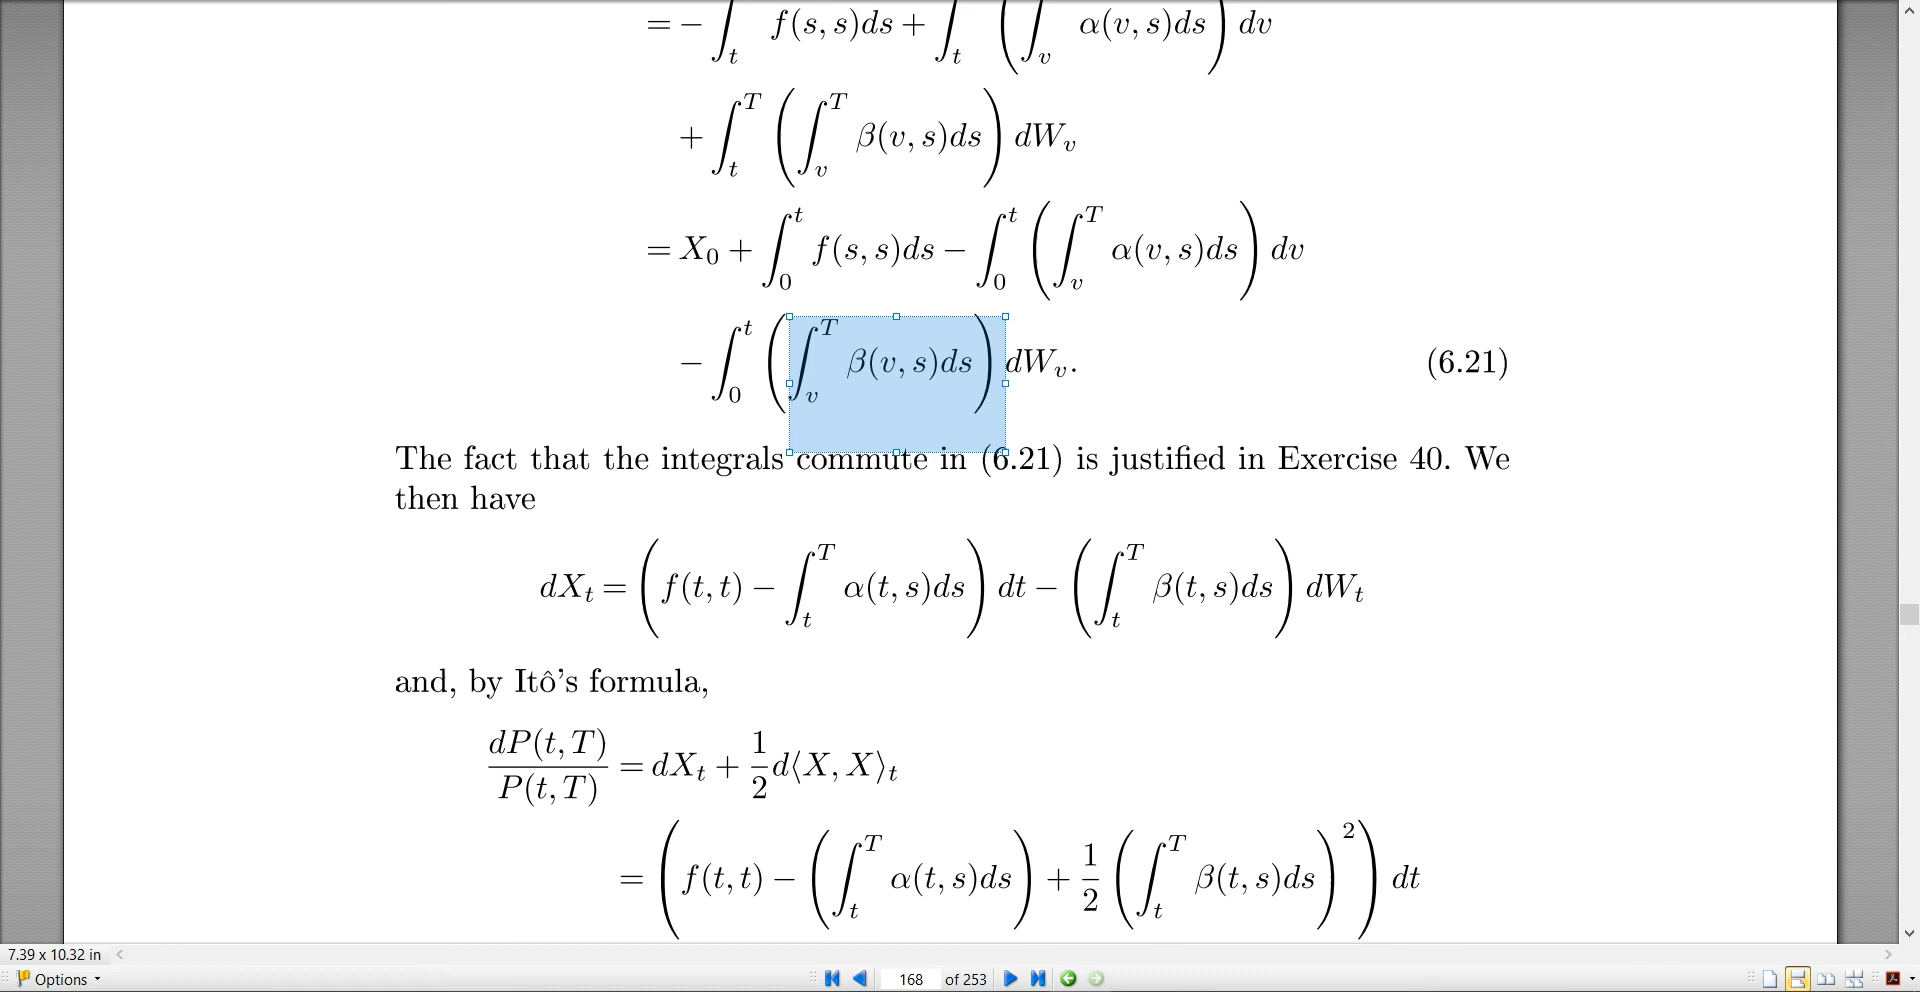 = − ∫_t f(s, s)ds + ∫_t ( ∫_v α(v, s)ds ) dv
+ ∫_t^T ( ∫_v^T β(v, s)ds ) dW_v
= X_0 + ∫_0^t f(s, s)ds − ∫_0^t ( ∫_v^T α(v, s)ds ) dv
− ∫_0^t ( ∫_v^T β(v, s)ds ) dW_v. (6.21)
The fact that the integrals commute in (6.21) is justified in Exercise 40. We
then have
dX_t = ( f(t, t) − ∫_t^T α(t, s)ds ) dt − ( ∫_t^T β(t, s)ds ) dW_t
and, by Itô's formula,
dP(t, T)/P(t, T) = dX_t + 1/2 d⟨X, X⟩_t
= ( f(t, t) − ( ∫_t^T α(t, s)ds ) + 1/2 ( ∫_t^T β(t, s)ds )^2 ) dt
7.39 x 10.32 in
Options 168 of 253